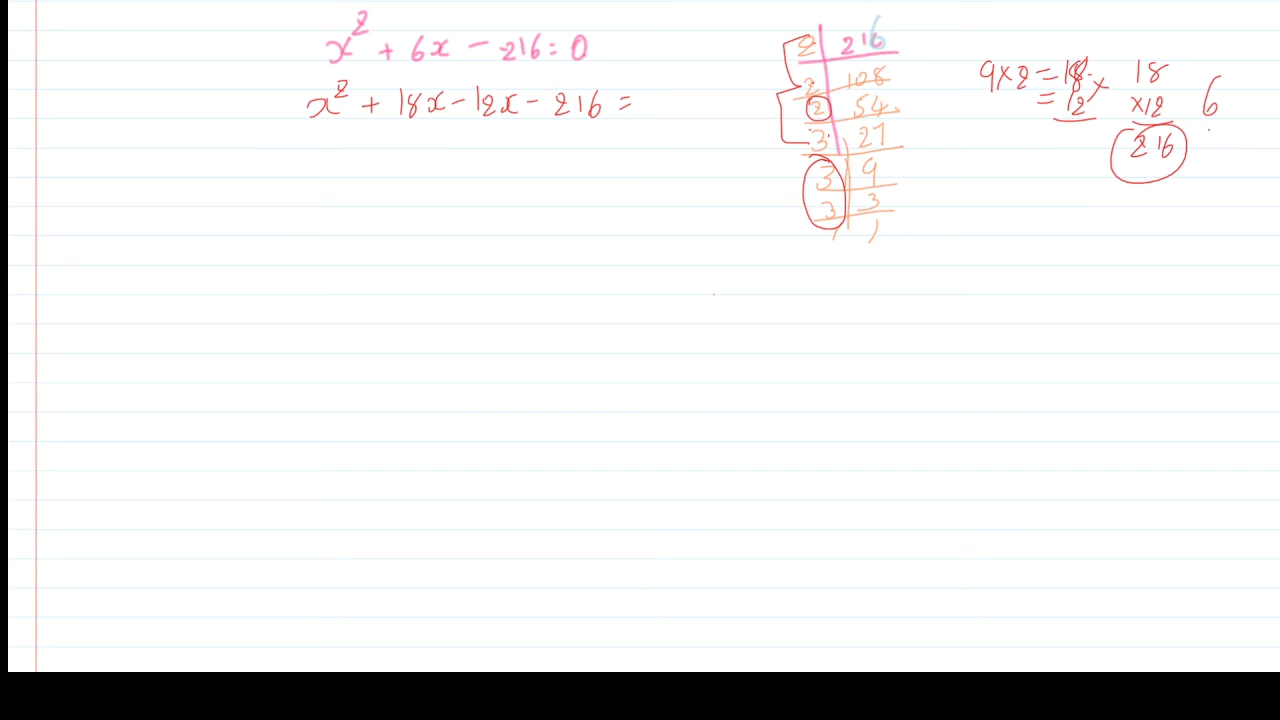 x² + 6x - 216 = 0
x² + 18x - 12x - 216 =
2 | 216
2 | 108
2 | 54
3 | 27
3 | 9
3 | 3
1 | 1
9 × 2 = 18 ×
= 12
18
×12
216
6